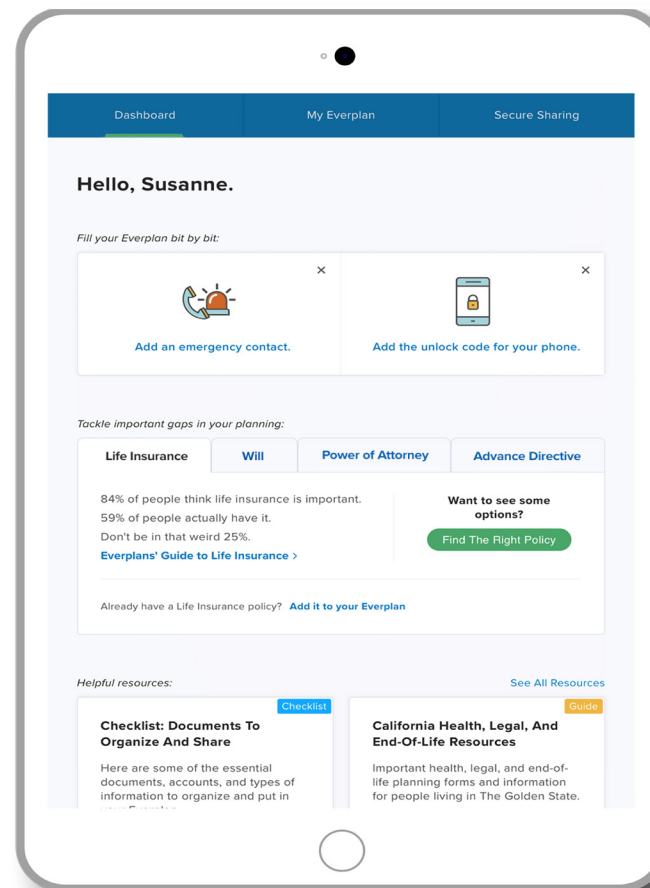 Dashboard
My Everplan
Secure Sharing
Hello, Susanne.
Fill your Everplan bit by bit:
Add an emergency contact.
Add the unlock code for your phone.
Tackle important gaps in your planning:
Life Insurance
Will
Power of Attorney
Advance Directive
84% of people think life insurance is important.
59% of people actually have it.
Don't be in that weird 25%.
Everplans' Guide to Life Insurance >
Want to see some
options?
Find The Right Policy
Already have a Life Insurance policy? Add it to your Everplan
Helpful resources:
See All Resources
Checklist
Checklist: Documents To
Organize And Share
Here are some of the essential
documents, accounts, and types of
information to organize and put in
Guide
California Health, Legal, And
End-Of-Life Resources
Important health, legal, and end-of-
life planning forms and information
for people living in The Golden State.